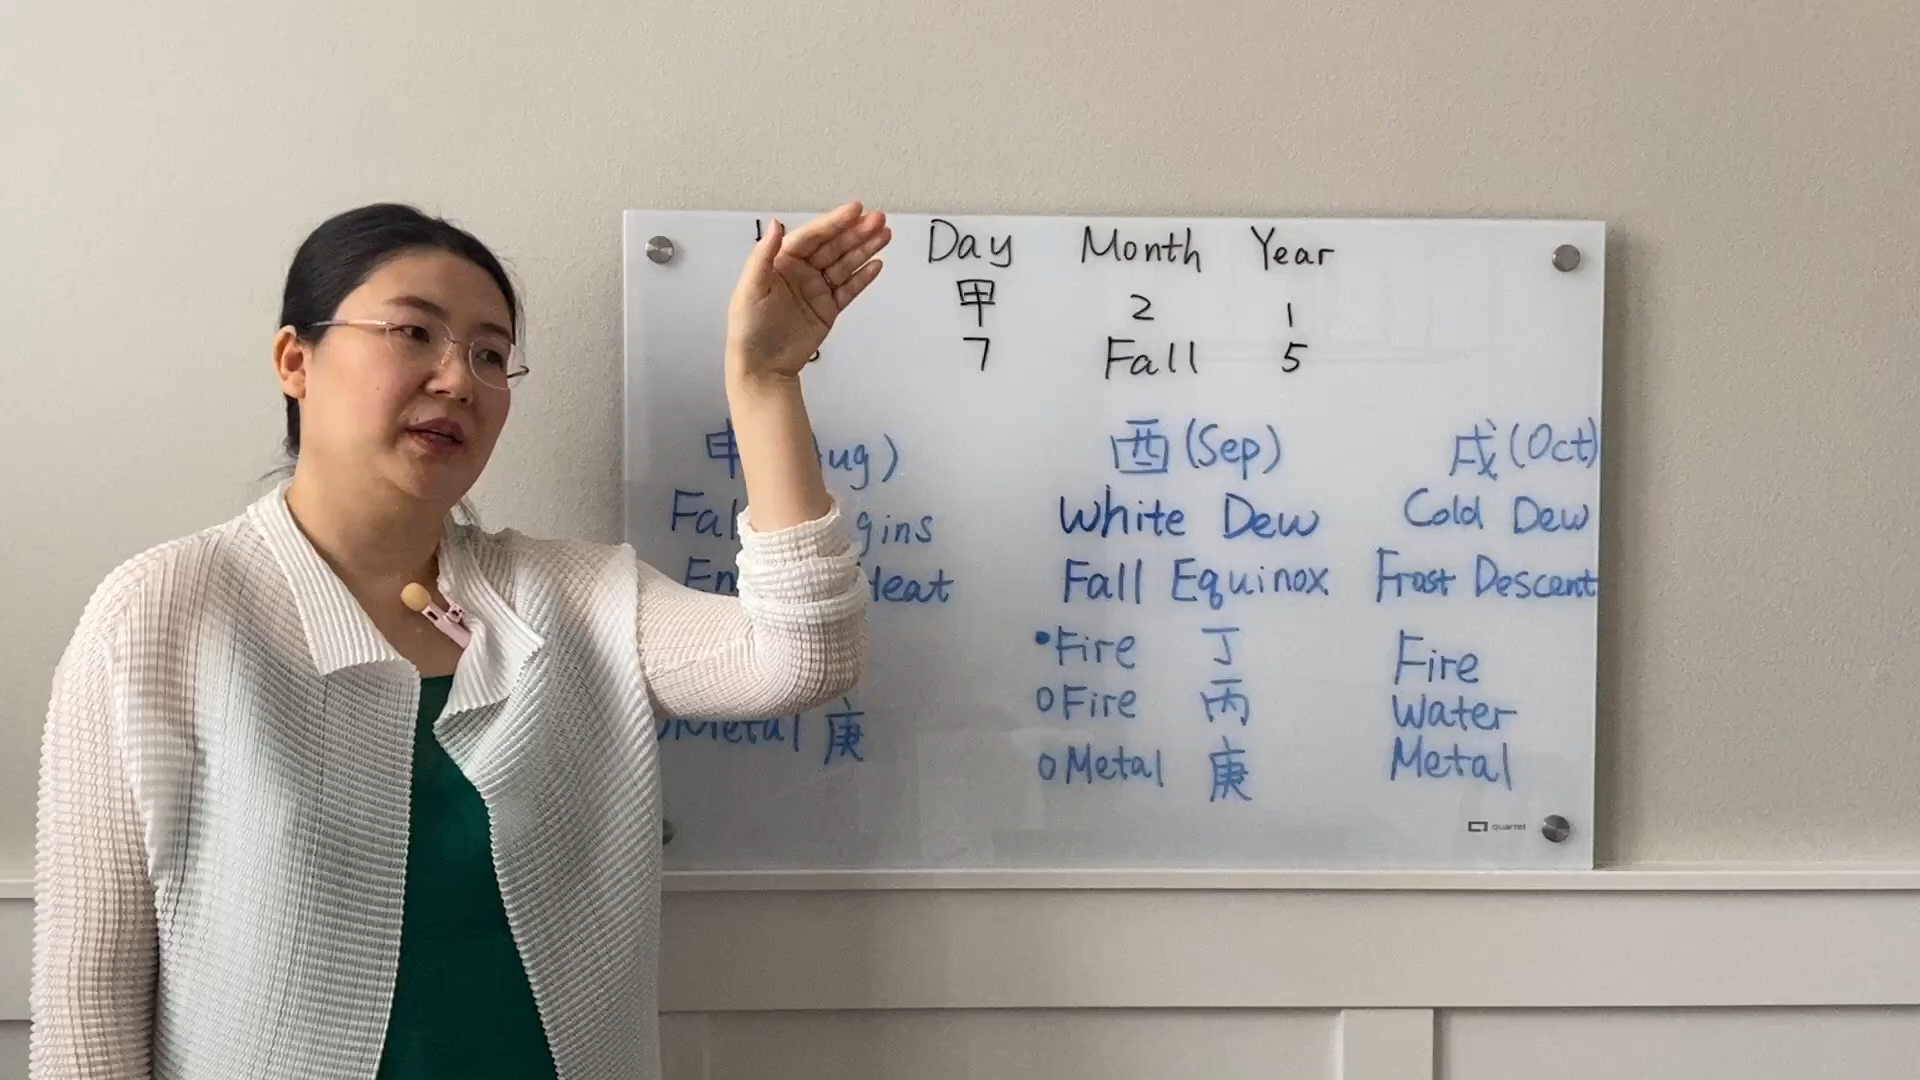 Day Month Year
甲 2 1
7 Fall 5
酉 (Sep) 戌 (Oct)
White Dew Cold Dew
Fall Equinox Frost Descent
•Fire 丁 Fire
○Fire 丙 Water
Metal 庚 ○Metal 庚 Metal
quartet